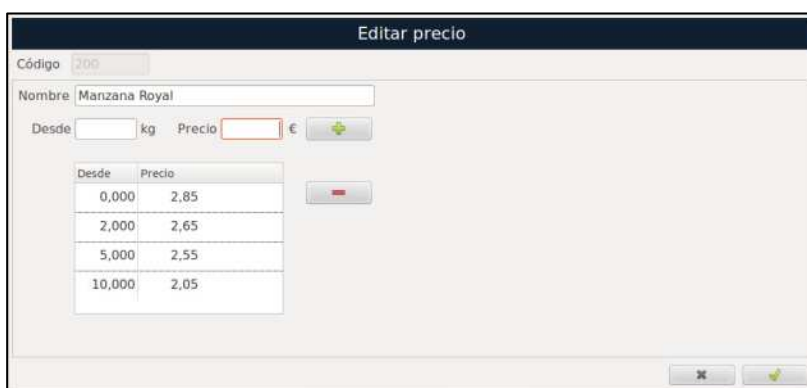 Editar precio
Código 200
Nombre Manzana Royal
Desde kg Precio €
Desde Precio
0,000 2,85
2,000 2,65
5,000 2,55
10,000 2,05